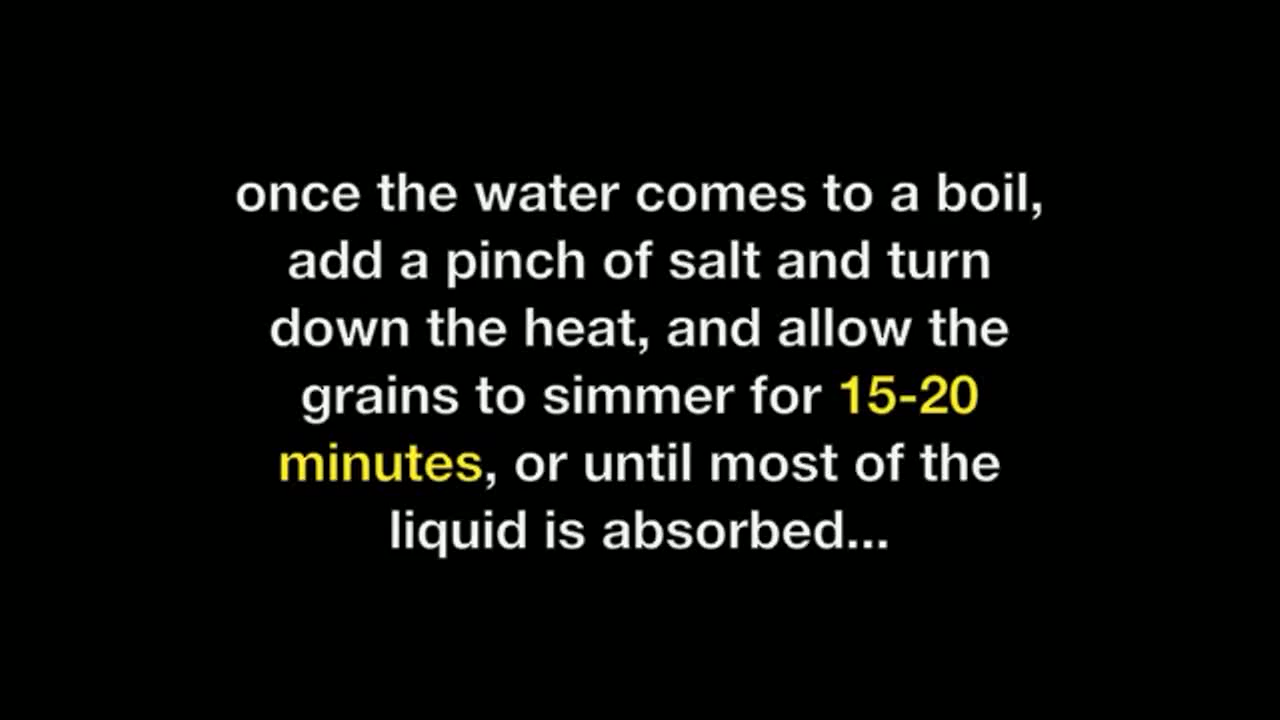 once the water comes to a boil,
add a pinch of salt and turn
down the heat, and allow the
grains to simmer for 15-20
minutes, or until most of the
liquid is absorbed...